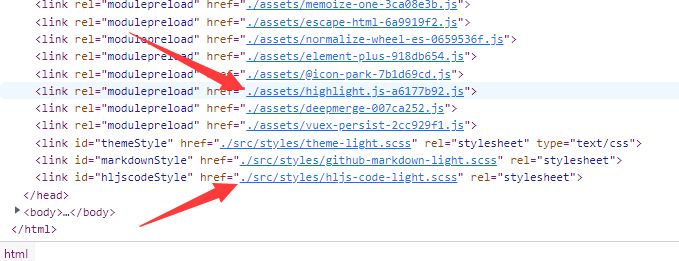 <link rel="modulepreload" href="./assets/memoize-one-3ca08e3b.js">
<link rel="modulepreload" href="./assets/escape-html-6a9919f2.js">
<link rel="modulepreload" href="./assets/normalize-wheel-es-0659536f.js">
<link rel="modulepreload" href="./assets/element-plus-918db654.js">
<link rel="modulepreload" href="./assets/@icon-park-7b1d69cd.js">
<link rel="modulepreload" href="./assets/highlight.js-a6177b92.js">
<link rel="modulepreload" href="./assets/deepmerge-007ca252.js">
<link rel="modulepreload" href="./assets/vuex-persist-2cc929f1.js">
<link id="themeStyle" href="./src/styles/theme-light.scss" rel="stylesheet" type="text/css">
<link id="markdownStyle" href="./src/styles/github-markdown-light.scss" rel="stylesheet">
<link id="hljscodeStyle" href="./src/styles/hljs-code-light.scss" rel="stylesheet">
</head>
<body>…</body>
</html>
html